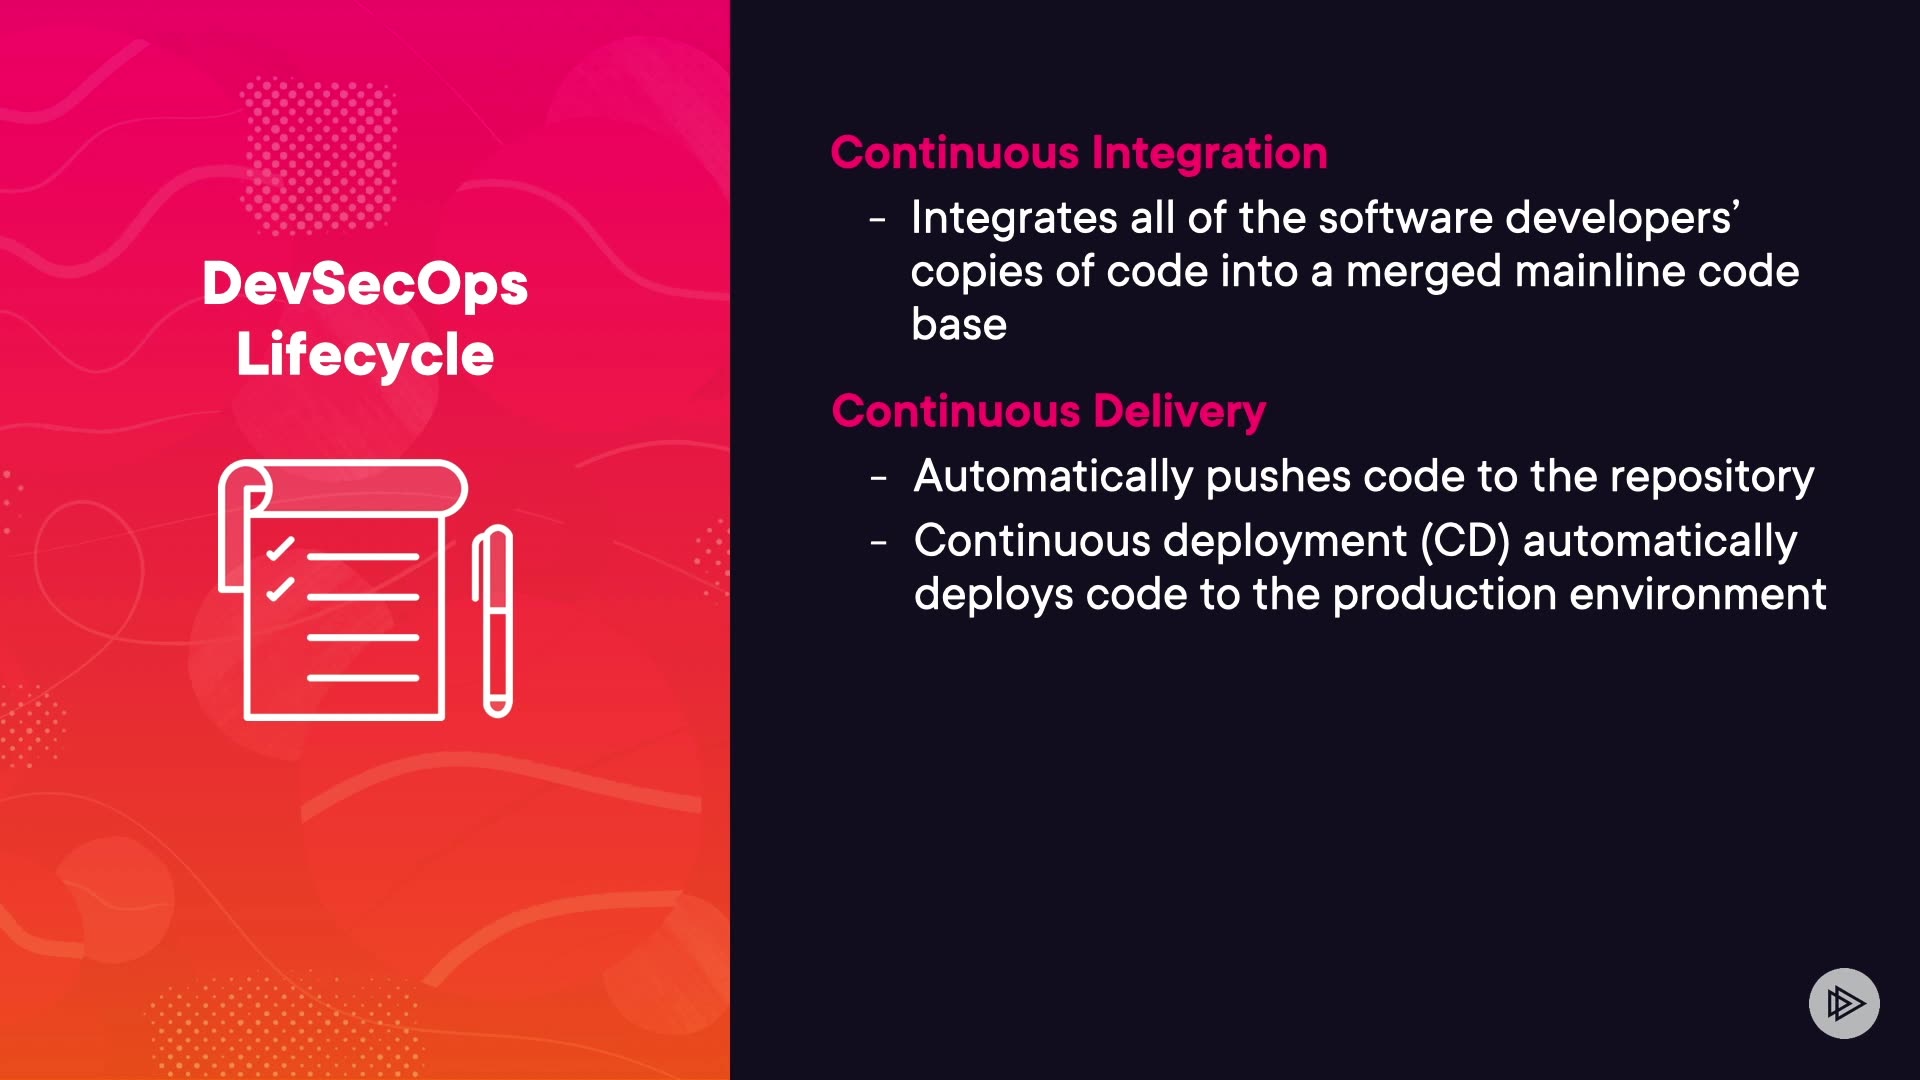 DevSecOps
Lifecycle
Continuous Integration
- Integrates all of the software developers’
copies of code into a merged mainline code
base
Continuous Delivery
- Automatically pushes code to the repository
- Continuous deployment (CD) automatically
deploys code to the production environment